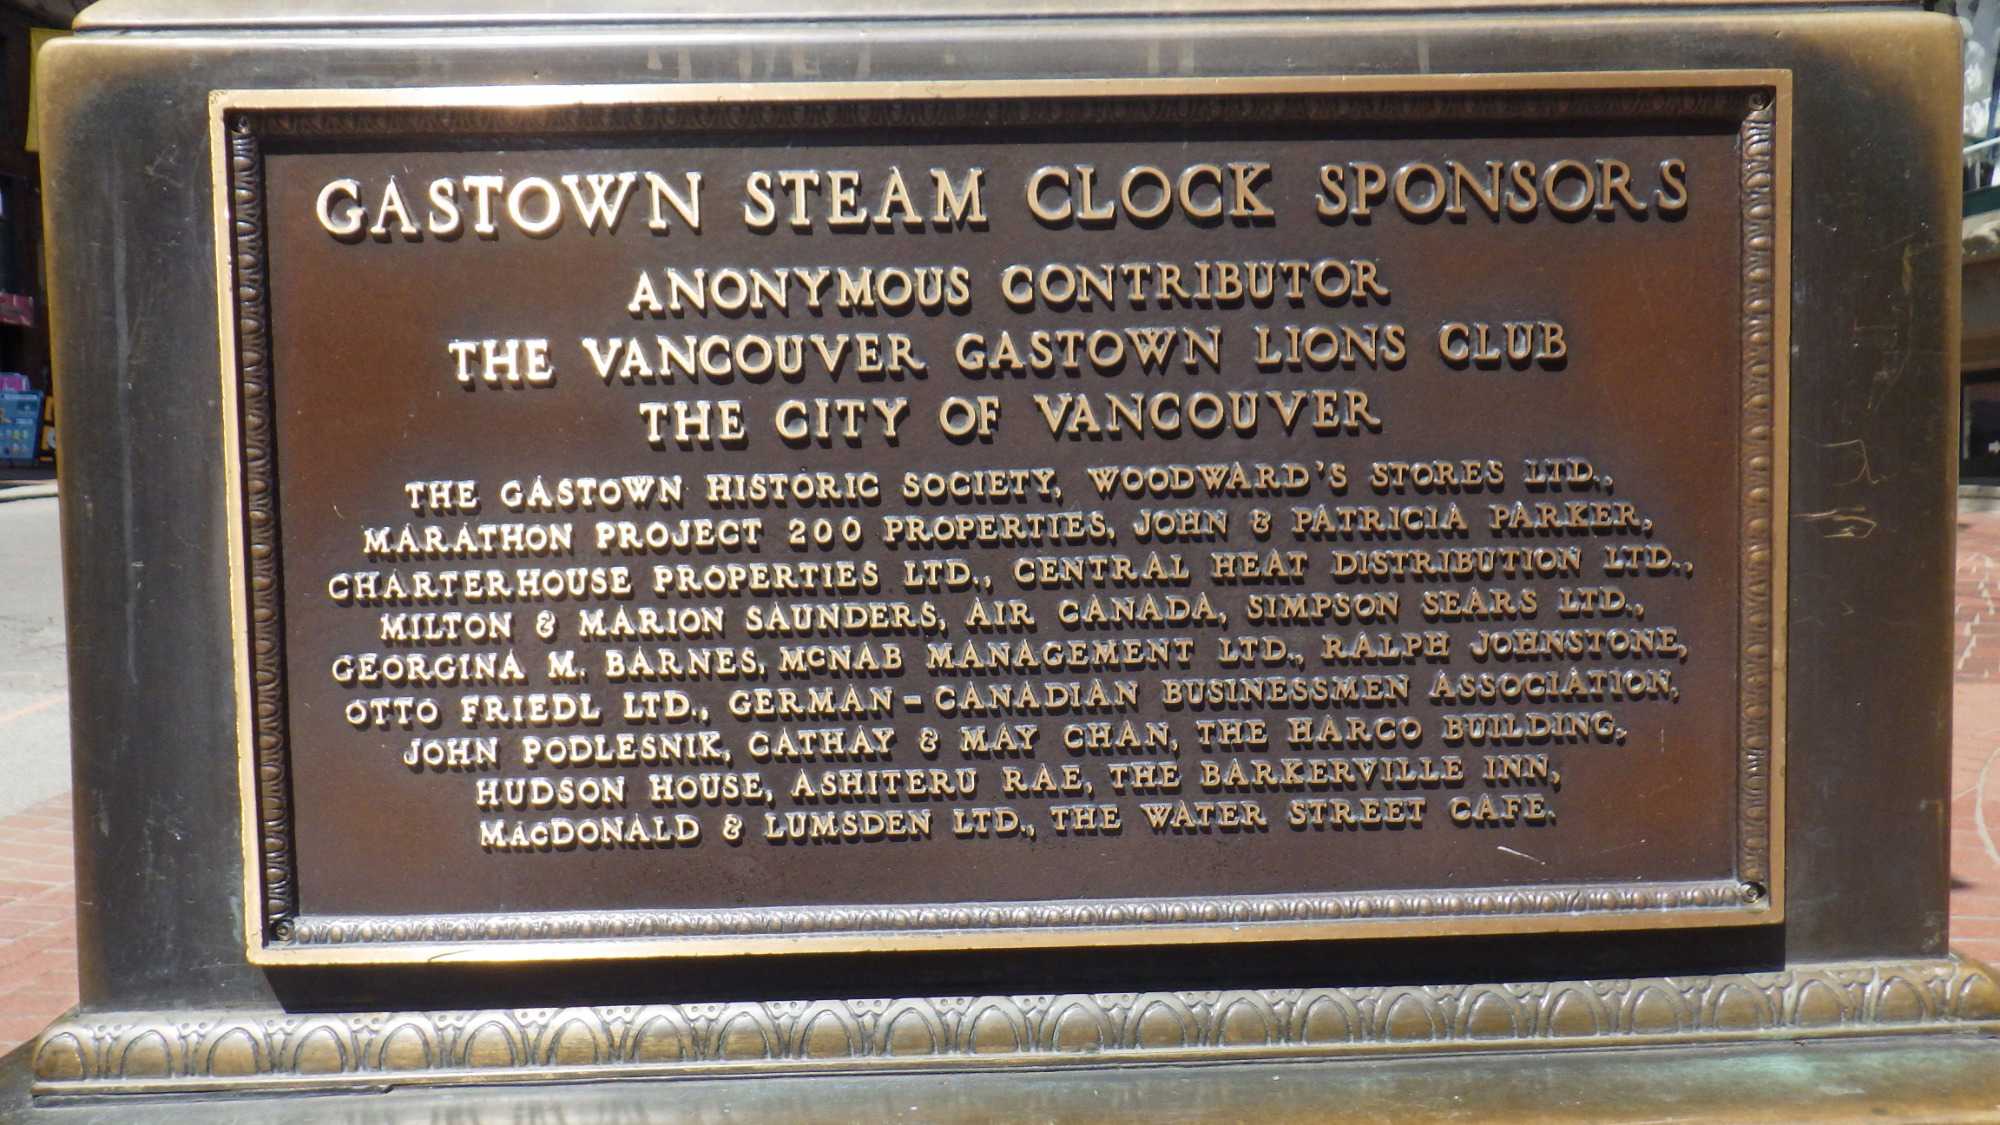 GASTOWN STEAM CLOCK SPONSORS
ANONYMOUS CONTRIBUTOR
THE VANCOUVER GASTOWN LIONS CLUB
THE CITY OF VANCOUVER
THE GASTOWN HISTORIC SOCIETY, WOODWARD'S STORES LTD.,
MARATHON PROJECT 200 PROPERTIES, JOHN & PATRICIA PARKER,
CHARTERHOUSE PROPERTIES LTD., CENTRAL HEAT DISTRIBUTION LTD.,
MILTON & MARION SAUNDERS, AIR CANADA, SIMPSON SEARS LTD.,
GEORGINA M. BARNES, McNAB MANAGEMENT LTD., RALPH JOHNSTONE,
OTTO FRIEDL LTD., GERMAN-CANADIAN BUSINESSMEN ASSOCIATION,
JOHN PODLESNIK, CATHAY & MAY CHAN, THE HARCO BUILDING,
HUDSON HOUSE, ASHITERU RAE, THE BARKERVILLE INN,
MACDONALD & LUMSDEN LTD., THE WATER STREET CAFE.